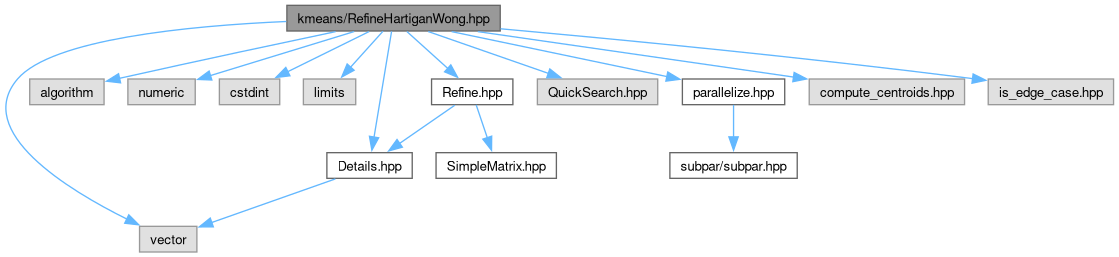 kmeans/RefineHartiganWong.hpp
algorithm
numeric
cstdint
limits
Refine.hpp
QuickSearch.hpp
parallelize.hpp
compute_centroids.hpp
is_edge_case.hpp
Details.hpp
SimpleMatrix.hpp
subpar/subpar.hpp
vector